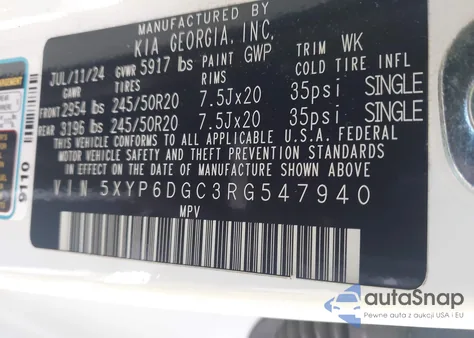 MANUFACTURED BY
KIA GEORGIA, INC.
JUL/11/24 GVWR 5917 lbs PAINT GWP TRIM WK
GAWR TIRES RIMS COLD TIRE INFL
FRONT 2954 lbs 245/50R20 7.5Jx20 35psi SINGLE
REAR 3196 lbs 245/50R20 7.5Jx20 35psi SINGLE
THIS VEHICLE CONFORMS TO ALL APPLICABLE U.S.A. FEDERAL
MOTOR VEHICLE SAFETY, BUMPER, AND THEFT PREVENTION STANDARDS
IN EFFECT ON THE DATE OF MANUFACTURE SHOWN ABOVE
VIN 5XYP6DGC3RG547940
MPV
9110
autoSnap
Pewne auta z aukcji USA i EU